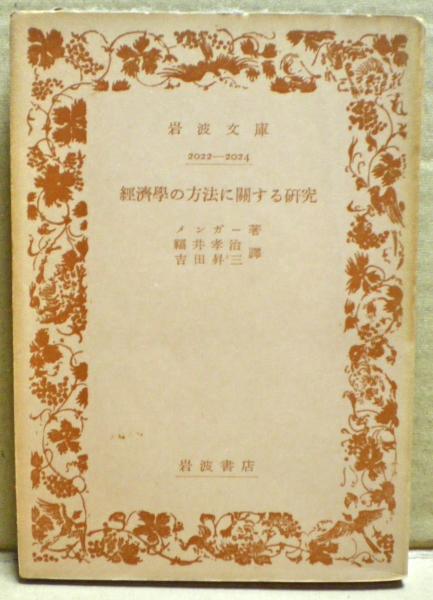 岩波文庫
2022—2024
經濟學の方法に關する硏究
メンガー著
福井孝治
吉田昇三 譯
岩波書店